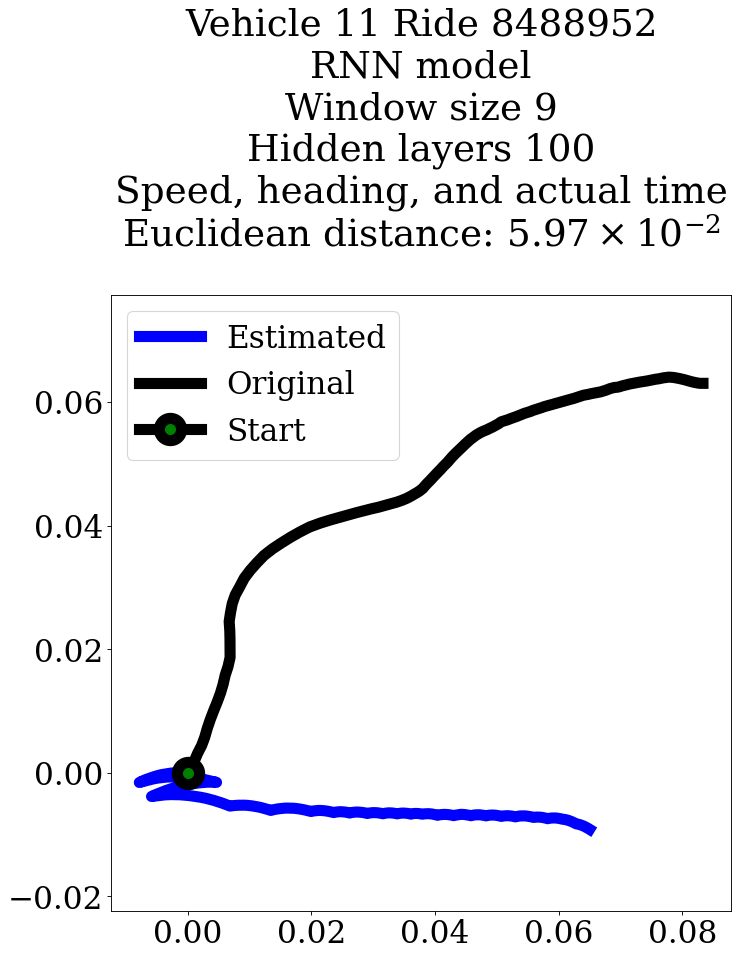 Vehicle 11 Ride 8488952
RNN model
Window size 9
Hidden layers 100
Speed, heading, and actual time
Euclidean distance: 5.97 × 10⁻²
Estimated
Original
Start
0.06
0.04
0.02
0.00
−0.02
0.00 0.02 0.04 0.06 0.08